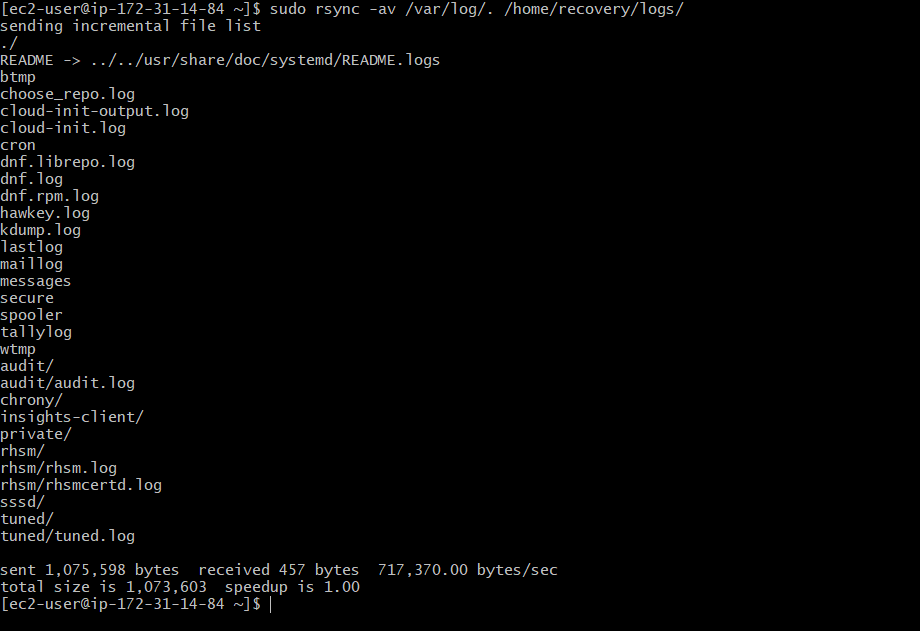 [ec2-user@ip-172-31-14-84 ~]$ sudo rsync -av /var/log/. /home/recovery/logs/
sending incremental file list
./
README -> ../../usr/share/doc/systemd/README.logs
btmp
choose_repo.log
cloud-init-output.log
cloud-init.log
cron
dnf.librepo.log
dnf.log
dnf.rpm.log
hawkey.log
kdump.log
lastlog
maillog
messages
secure
spooler
tallylog
wtmp
audit/
audit/audit.log
chrony/
insights-client/
private/
rhsm/
rhsm/rhsm.log
rhsm/rhsmcertd.log
sssd/
tuned/
tuned/tuned.log

sent 1,075,598 bytes  received 457 bytes  717,370.00 bytes/sec
total size is 1,073,603  speedup is 1.00
[ec2-user@ip-172-31-14-84 ~]$